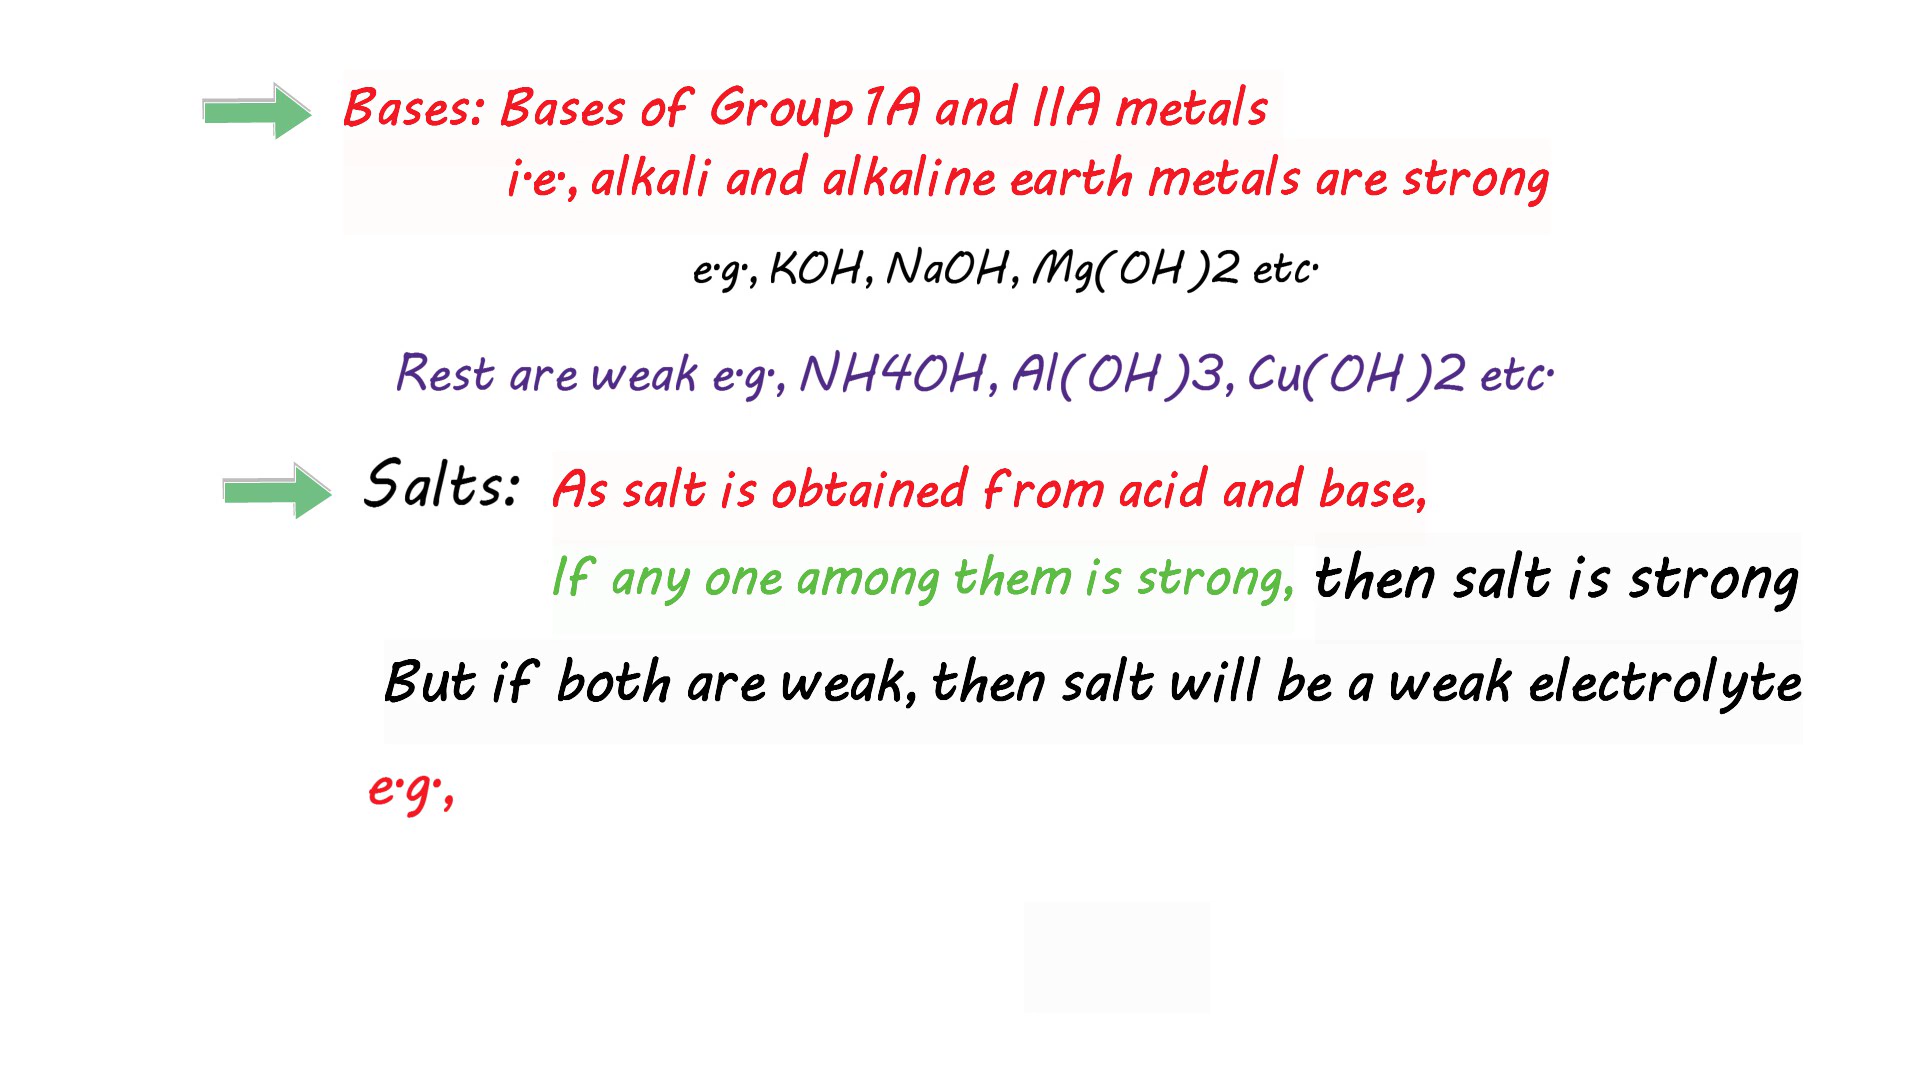 Bases: Bases of Group 1A and IIA metals
i.e., alkali and alkaline earth metals are strong
e.g., KOH, NaOH, Mg(OH)2 etc.
Rest are weak e.g., NH4OH, Al(OH)3, Cu(OH)2 etc.
Salts: As salt is obtained from acid and base,
If any one among them is strong, then salt is strong
But if both are weak, then salt will be a weak electrolyte
e.g.,